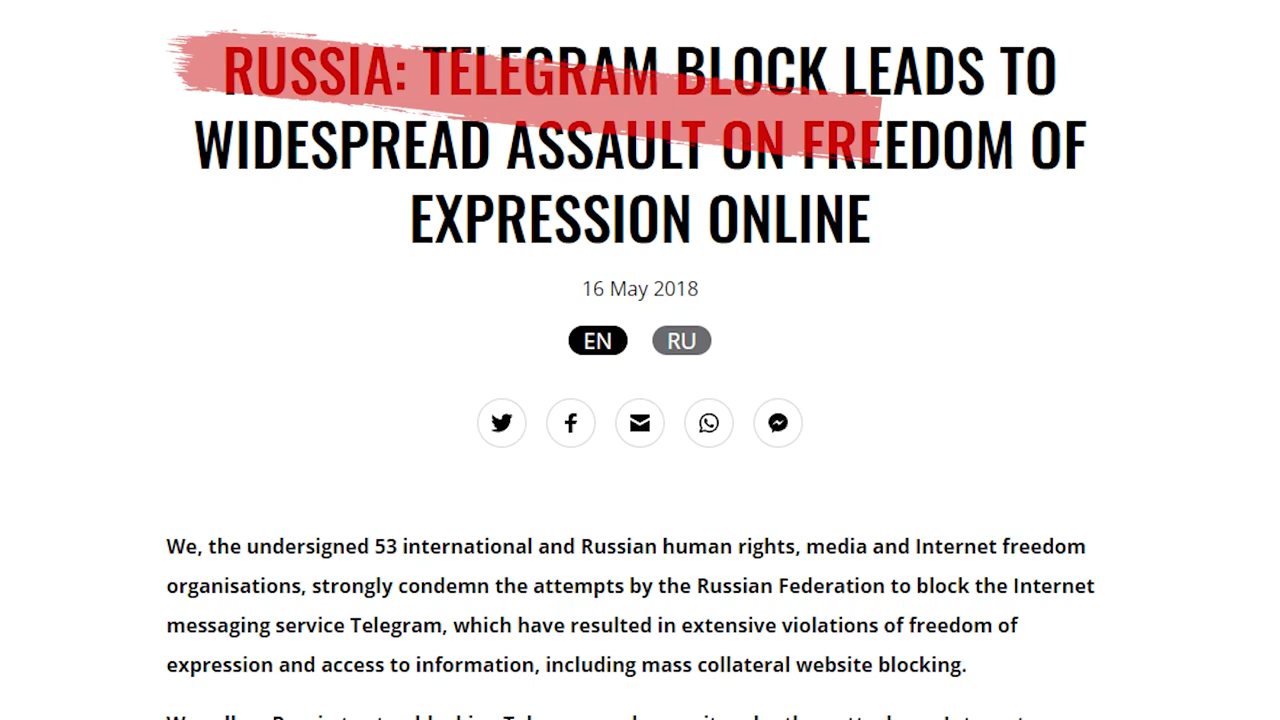 RUSSIA: TELEGRAM BLOCK LEADS TO
WIDESPREAD ASSAULT ON FREEDOM OF
EXPRESSION ONLINE
16 May 2018
EN RU
We, the undersigned 53 international and Russian human rights, media and Internet freedom
organisations, strongly condemn the attempts by the Russian Federation to block the Internet
messaging service Telegram, which have resulted in extensive violations of freedom of
expression and access to information, including mass collateral website blocking.